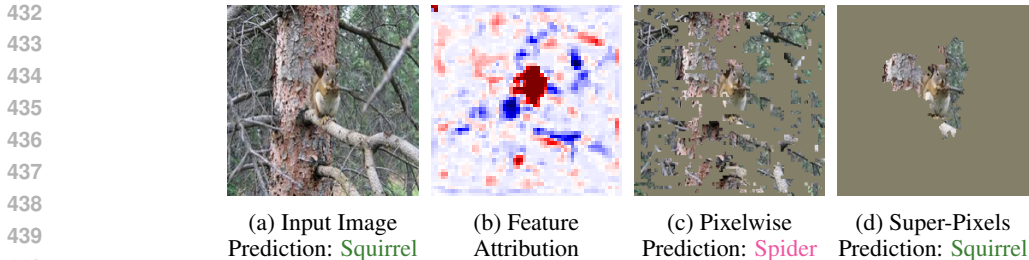 432
433
434
435
436
437
438
439
(a) Input Image
Prediction: Squirrel
(b) Feature
Attribution
(c) Pixelwise
Prediction: Spider
(d) Super-Pixels
Prediction: Squirrel